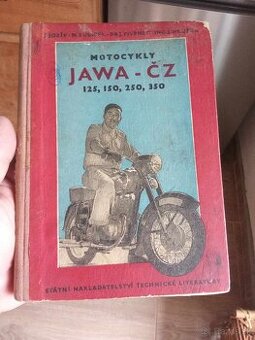 MOTOCYKLY
JAWA - ČZ
125, 150, 250, 350
STÁTNÍ NAKLADATELSTVÍ TECHNICKÉ LITERATURY